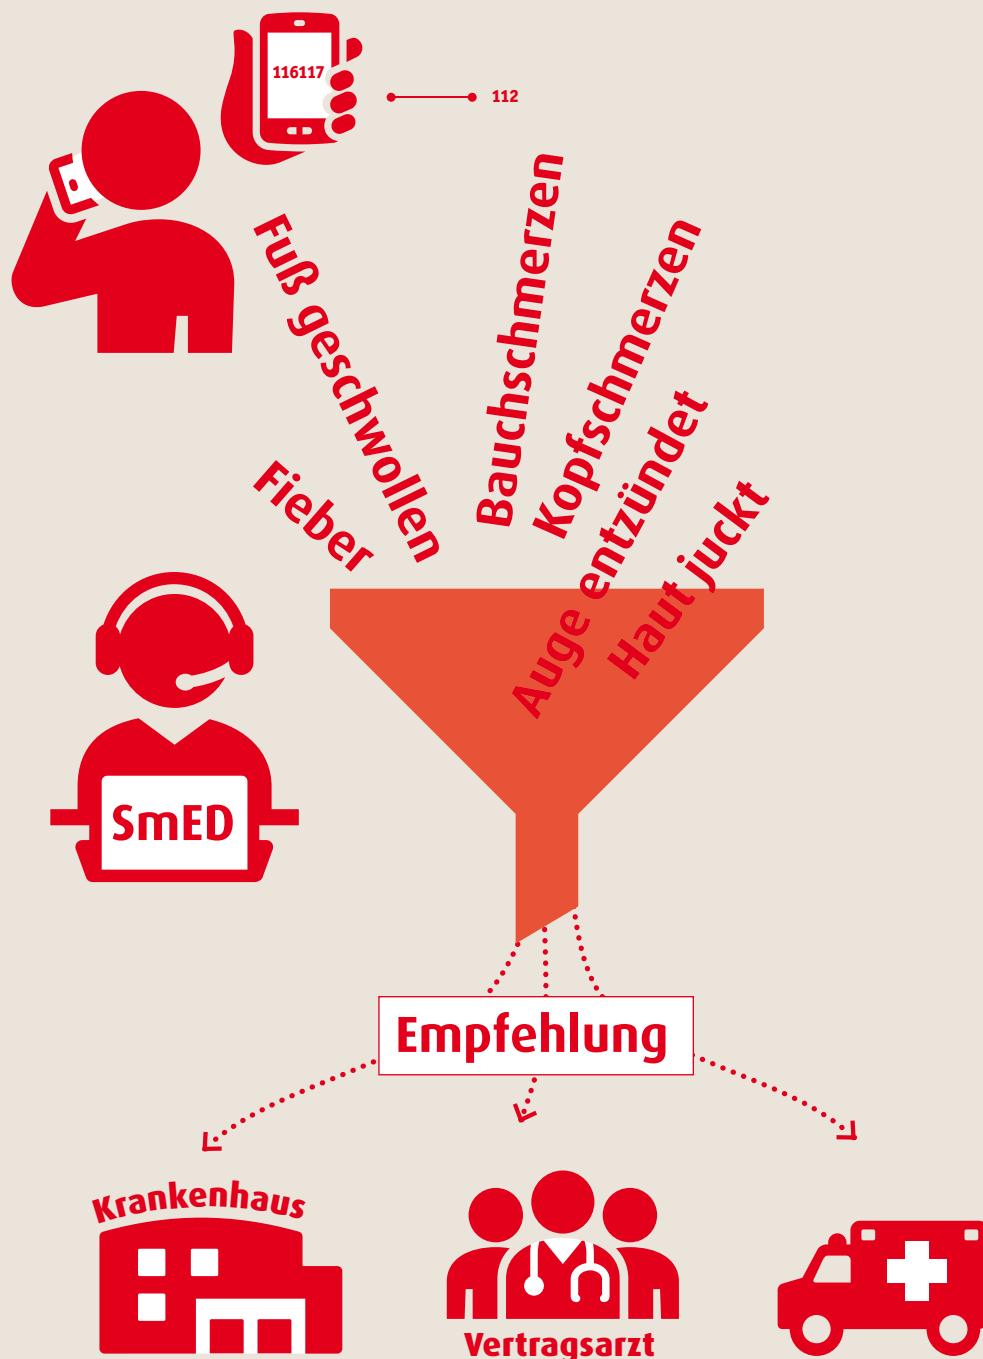 116117
112
Fuß geschwollen
Bauchschmerzen
Kopfschmerzen
Fieber
Auge entzündet
Haut juckt
SmED
Empfehlung
Krankenhaus
Vertragsarzt